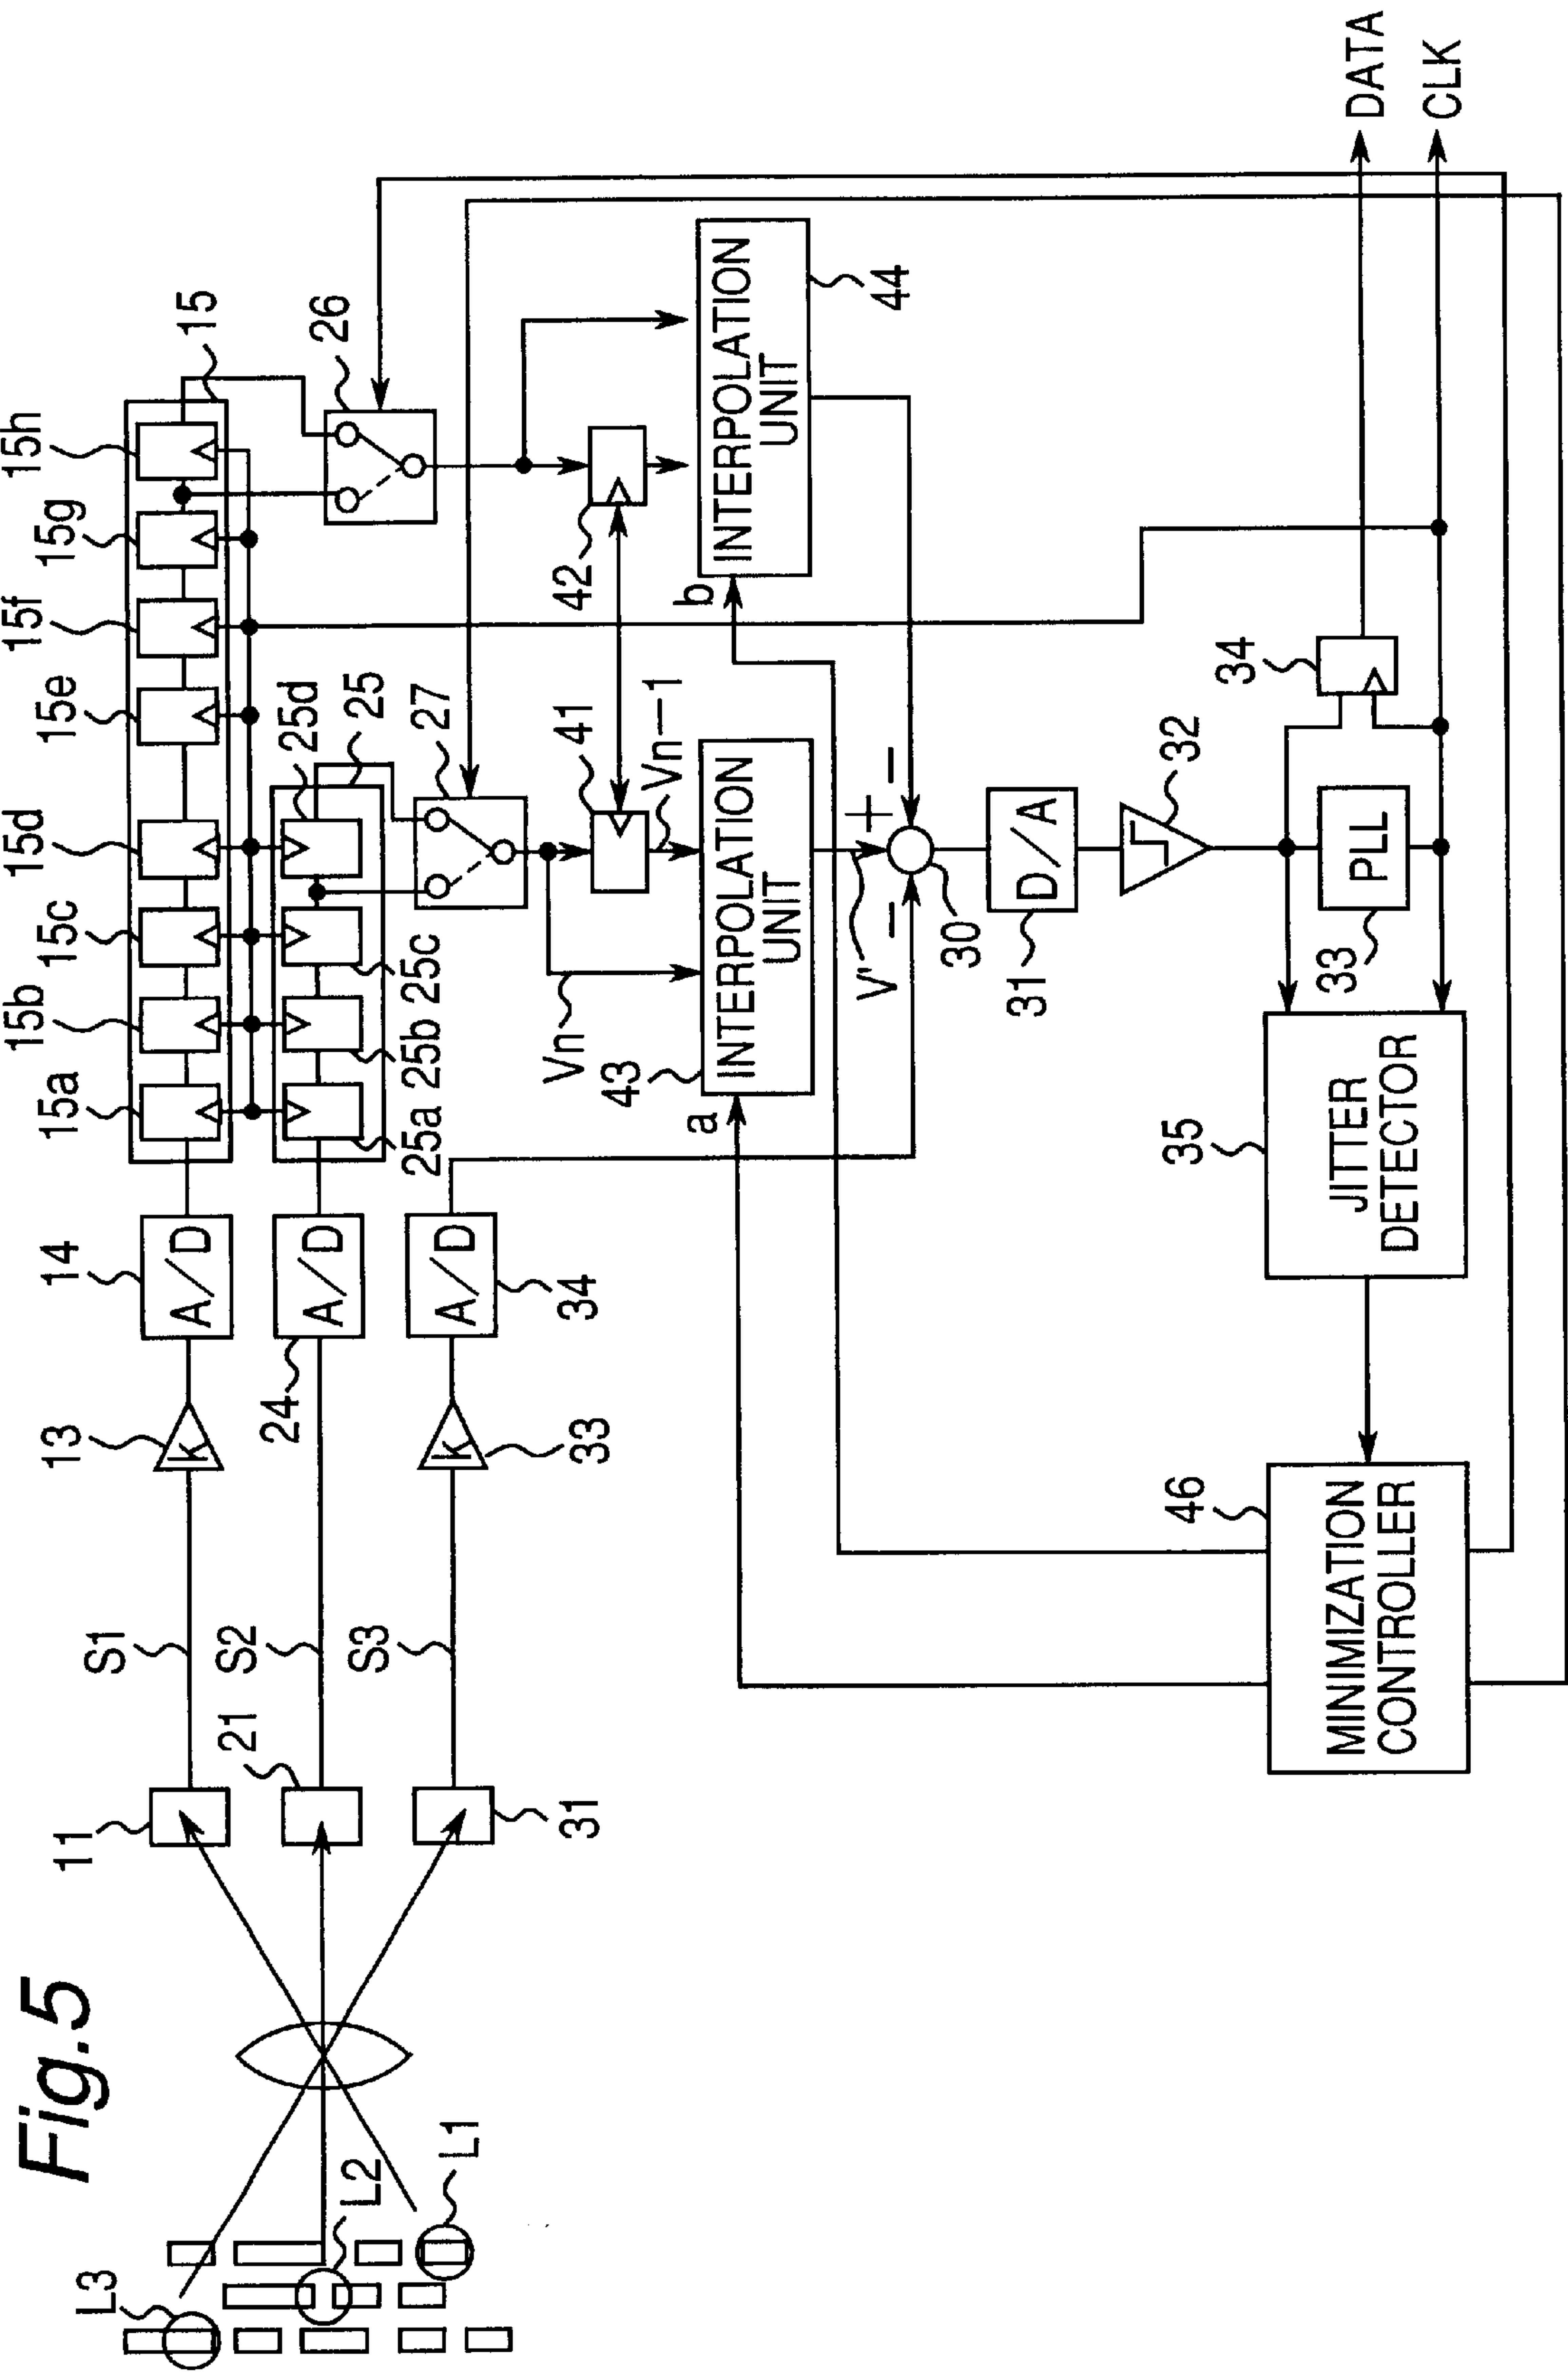 Fig.5
L3
L2
L1
11
21
31
S1
S2
S3
13
K
24
K
33
14
A/D
A/D
A/D
34
15a
15b
15c
15d
15e
15f
15g
15h
15
25a
25b
25c
25d
25
27
26
41
42
Vn
Vn-1
43
a
INTERPOLATION
UNIT
b
INTERPOLATION
UNIT
44
V'
+
-
-
30
31
D/A
32
33
PLL
34
DATA
CLK
35
JITTER
DETECTOR
46
MINIMIZATION
CONTROLLER